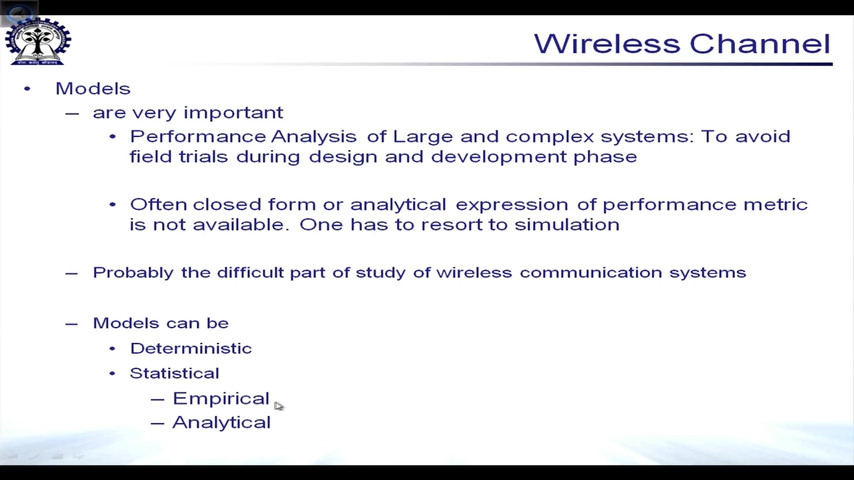 Wireless Channel
• Models
– are very important
• Performance Analysis of Large and complex systems: To avoid
field trials during design and development phase
• Often closed form or analytical expression of performance metric
is not available. One has to resort to simulation
– Probably the difficult part of study of wireless communication systems
– Models can be
• Deterministic
• Statistical
– Empirical
– Analytical